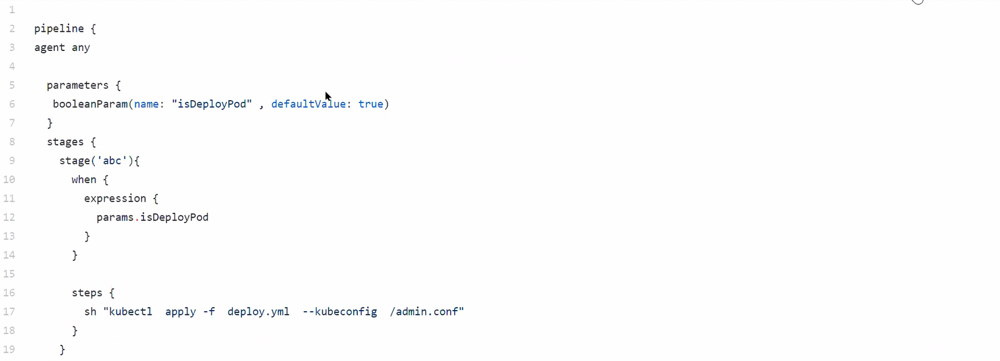 1
2 pipeline {
3 agent any
4
5 parameters {
6 booleanParam(name: "isDeployPod" , defaultValue: true)
7 }
8 stages {
9 stage('abc'){
10 when {
11 expression {
12 params.isDeployPod
13 }
14 }
15
16 steps {
17 sh "kubectl  apply -f  deploy.yml  --kubeconfig  /admin.conf"
18 }
19 }